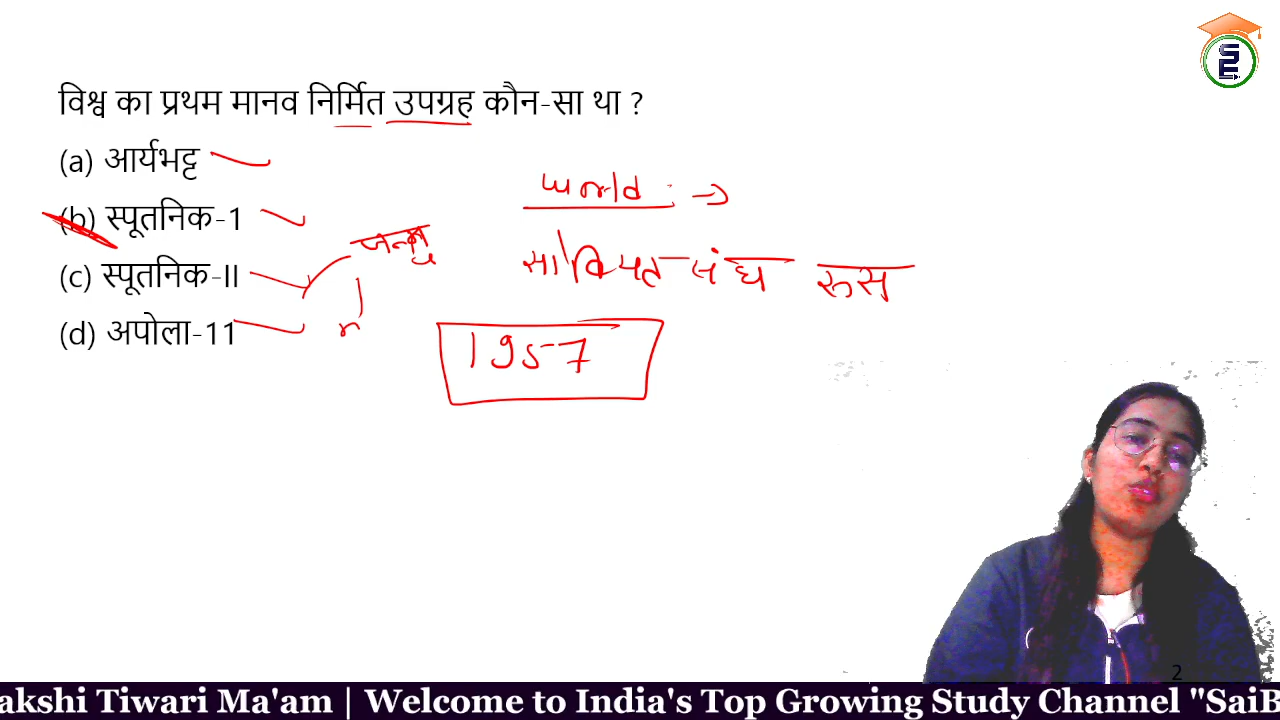 विश्व का प्रथम मानव निर्मित उपग्रह कौन-सा था ?
(a) आर्यभट्ट
(b) स्पूतनिक-1
(c) स्पूतनिक-II
(d) अपोला-11
world :→
सोवियत संघ रूस
1957
2
akshi Tiwari Ma'am | Welcome to India's Top Growing Study Channel "SaiB